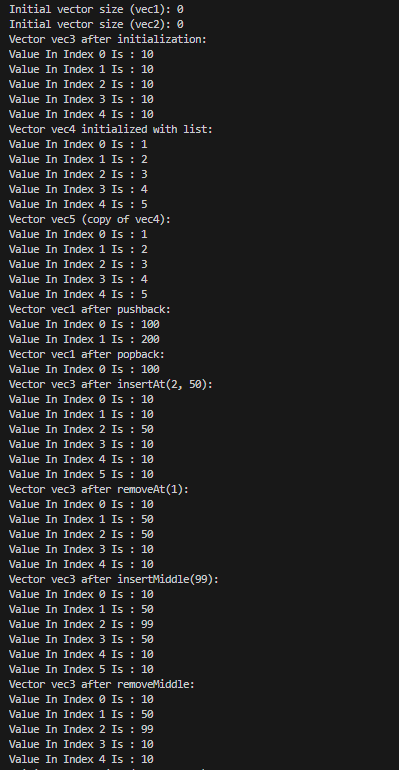 Initial vector size (vec1): 0
Initial vector size (vec2): 0
Vector vec3 after initialization:
Value In Index 0 Is : 10
Value In Index 1 Is : 10
Value In Index 2 Is : 10
Value In Index 3 Is : 10
Value In Index 4 Is : 10
Vector vec4 initialized with list:
Value In Index 0 Is : 1
Value In Index 1 Is : 2
Value In Index 2 Is : 3
Value In Index 3 Is : 4
Value In Index 4 Is : 5
Vector vec5 (copy of vec4):
Value In Index 0 Is : 1
Value In Index 1 Is : 2
Value In Index 2 Is : 3
Value In Index 3 Is : 4
Value In Index 4 Is : 5
Vector vec1 after pushback:
Value In Index 0 Is : 100
Value In Index 1 Is : 200
Vector vec1 after popback:
Value In Index 0 Is : 100
Vector vec3 after insertAt(2, 50):
Value In Index 0 Is : 10
Value In Index 1 Is : 10
Value In Index 2 Is : 50
Value In Index 3 Is : 10
Value In Index 4 Is : 10
Value In Index 5 Is : 10
Vector vec3 after removeAt(1):
Value In Index 0 Is : 10
Value In Index 1 Is : 50
Value In Index 2 Is : 50
Value In Index 3 Is : 10
Value In Index 4 Is : 10
Vector vec3 after insertMiddle(99):
Value In Index 0 Is : 10
Value In Index 1 Is : 50
Value In Index 2 Is : 99
Value In Index 3 Is : 50
Value In Index 4 Is : 10
Value In Index 5 Is : 10
Vector vec3 after removeMiddle:
Value In Index 0 Is : 10
Value In Index 1 Is : 50
Value In Index 2 Is : 99
Value In Index 3 Is : 10
Value In Index 4 Is : 10